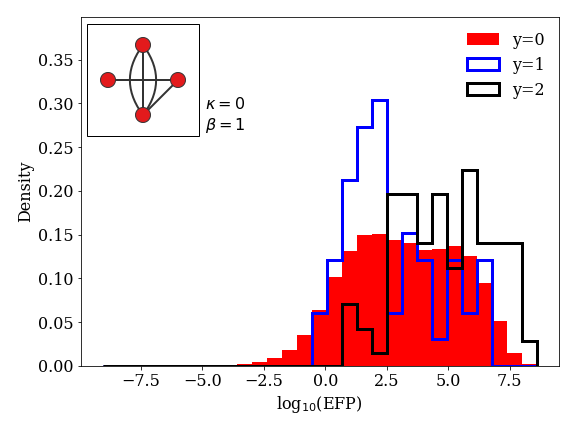 y=0
y=1
y=2
κ = 0
β = 1
0.35
0.30
0.25
0.20
0.15
0.10
0.05
0.00
Density
−7.5 −5.0 −2.5 0.0 2.5 5.0 7.5
log₁₀(EFP)